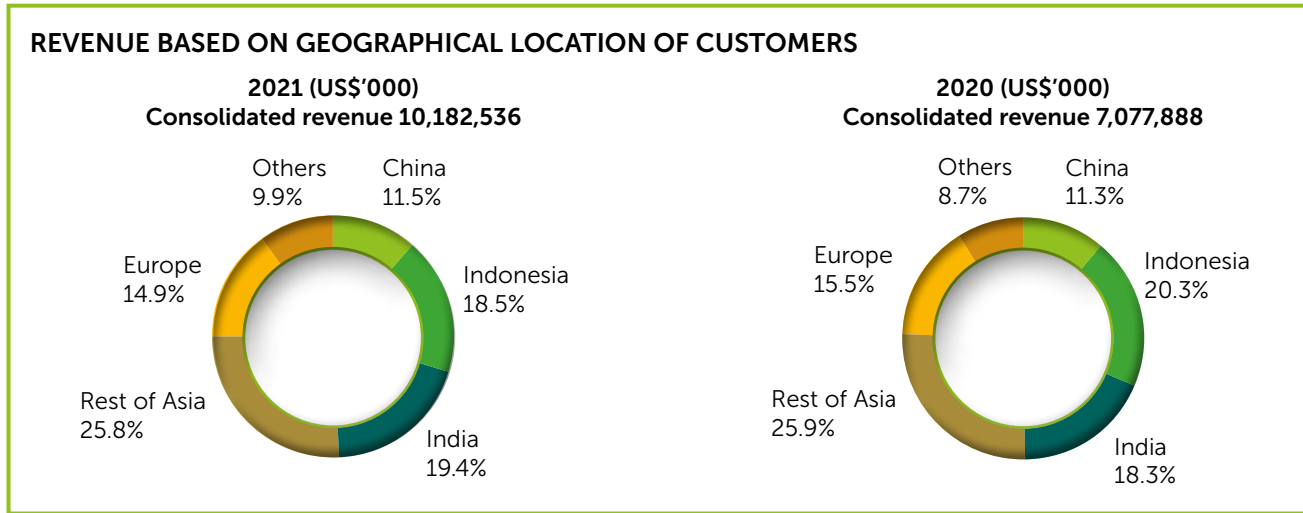 REVENUE BASED ON GEOGRAPHICAL LOCATION OF CUSTOMERS
2021 (US$'000)
Consolidated revenue 10,182,536
Others
9.9%
China
11.5%
Europe
14.9%
Indonesia
18.5%
Rest of Asia
25.8%
India
19.4%
2020 (US$'000)
Consolidated revenue 7,077,888
Others
8.7%
China
11.3%
Europe
15.5%
Indonesia
20.3%
Rest of Asia
25.9%
India
18.3%